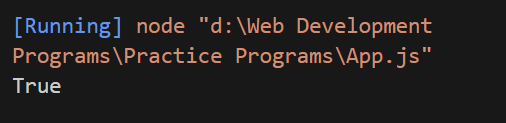 [Running] node "d:\Web Development
Programs\Practice Programs\App.js"
True